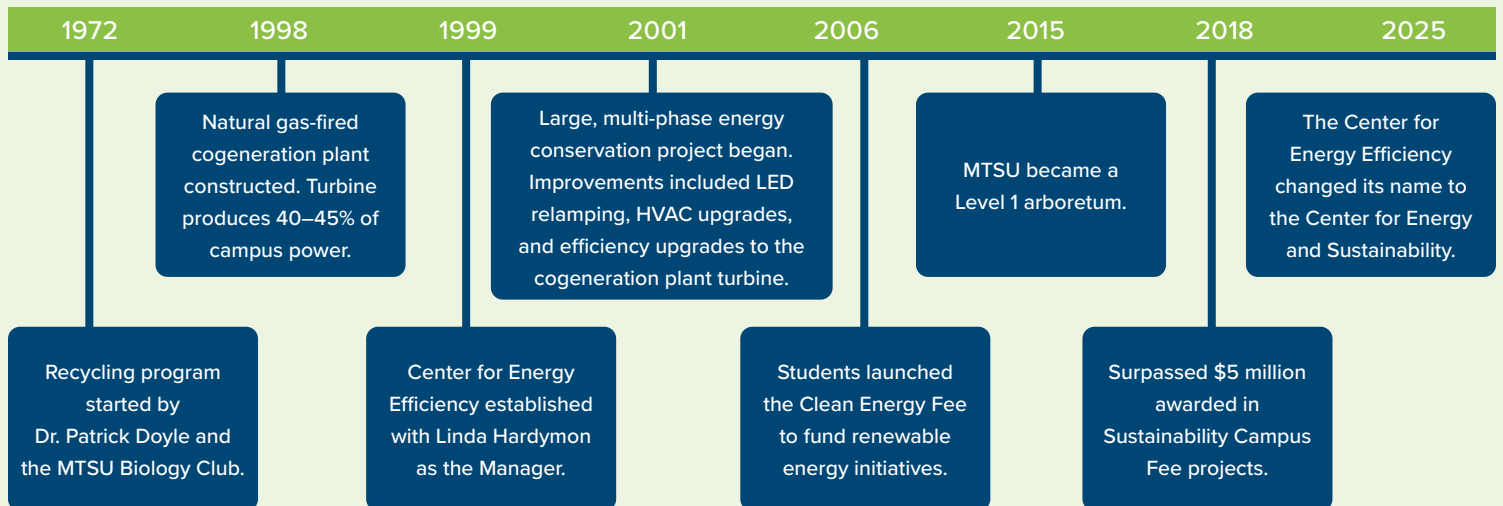 1972 1998 1999 2001 2006 2015 2018 2025
Natural gas-fired
cogeneration plant
constructed. Turbine
produces 40–45% of
campus power.
Large, multi-phase energy
conservation project began.
Improvements included LED
relamping, HVAC upgrades,
and efficiency upgrades to the
cogeneration plant turbine.
MTSU became a
Level 1 arboretum.
The Center for
Energy Efficiency
changed its name to
the Center for Energy
and Sustainability.
Recycling program
started by
Dr. Patrick Doyle and
the MTSU Biology Club.
Center for Energy
Efficiency established
with Linda Hardymon
as the Manager.
Students launched
the Clean Energy Fee
to fund renewable
energy initiatives.
Surpassed $5 million
awarded in
Sustainability Campus
Fee projects.